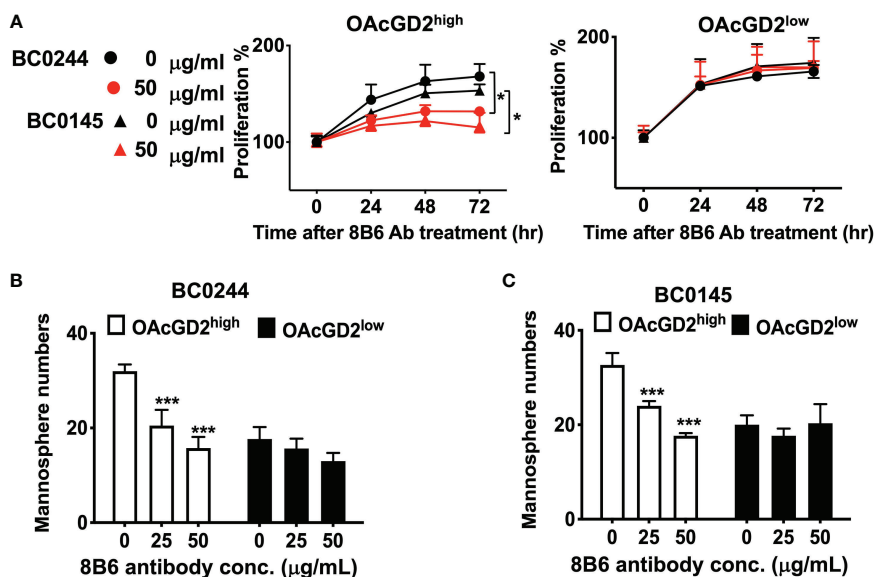 A
BC0244 ● 0 μg/ml
● 50 μg/ml
BC0145 ▲ 0 μg/ml
▲ 50 μg/ml
OAcGD2high
Proliferation %
200
100
*
*
0 24 48 72
Time after 8B6 Ab treatment (hr)
OAcGD2low
Proliferation %
200
100
0 24 48 72
Time after 8B6 Ab treatment (hr)
B
BC0244
OAcGD2high OAcGD2low
Mannosphere numbers
40
20
0
***
***
0 25 50 0 25 50
8B6 antibody conc. (μg/mL)
C
BC0145
OAcGD2high OAcGD2low
Mannosphere numbers
40
20
0
***
***
0 25 50 0 25 50
8B6 antibody conc. (μg/mL)